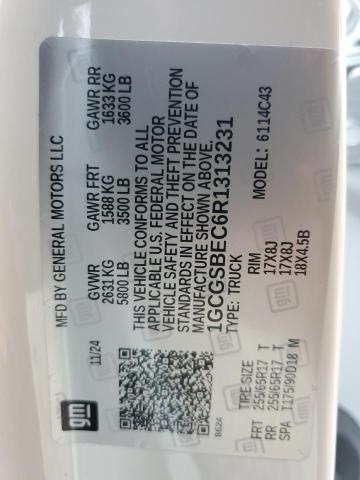 gm
MFD BY GENERAL MOTORS LLC
11/24
GVWR GAWR FRT GAWR RR
2631 KG 1588 KG 1633 KG
5800 LB 3500 LB 3600 LB
THIS VEHICLE CONFORMS TO ALL
APPLICABLE U.S. FEDERAL MOTOR
VEHICLE SAFETY AND THEFT PREVENTION
STANDARDS IN EFFECT ON THE DATE OF
MANUFACTURE SHOWN ABOVE.
1GCGSBEC6R1313231
TYPE: TRUCK
MODEL: 6114C43
8624
TIRE SIZE RIM
FRT 255/65R17 T 17X8J
RR 255/65R17 T 17X8J
SPA T175/90D18 M 18X4.5B